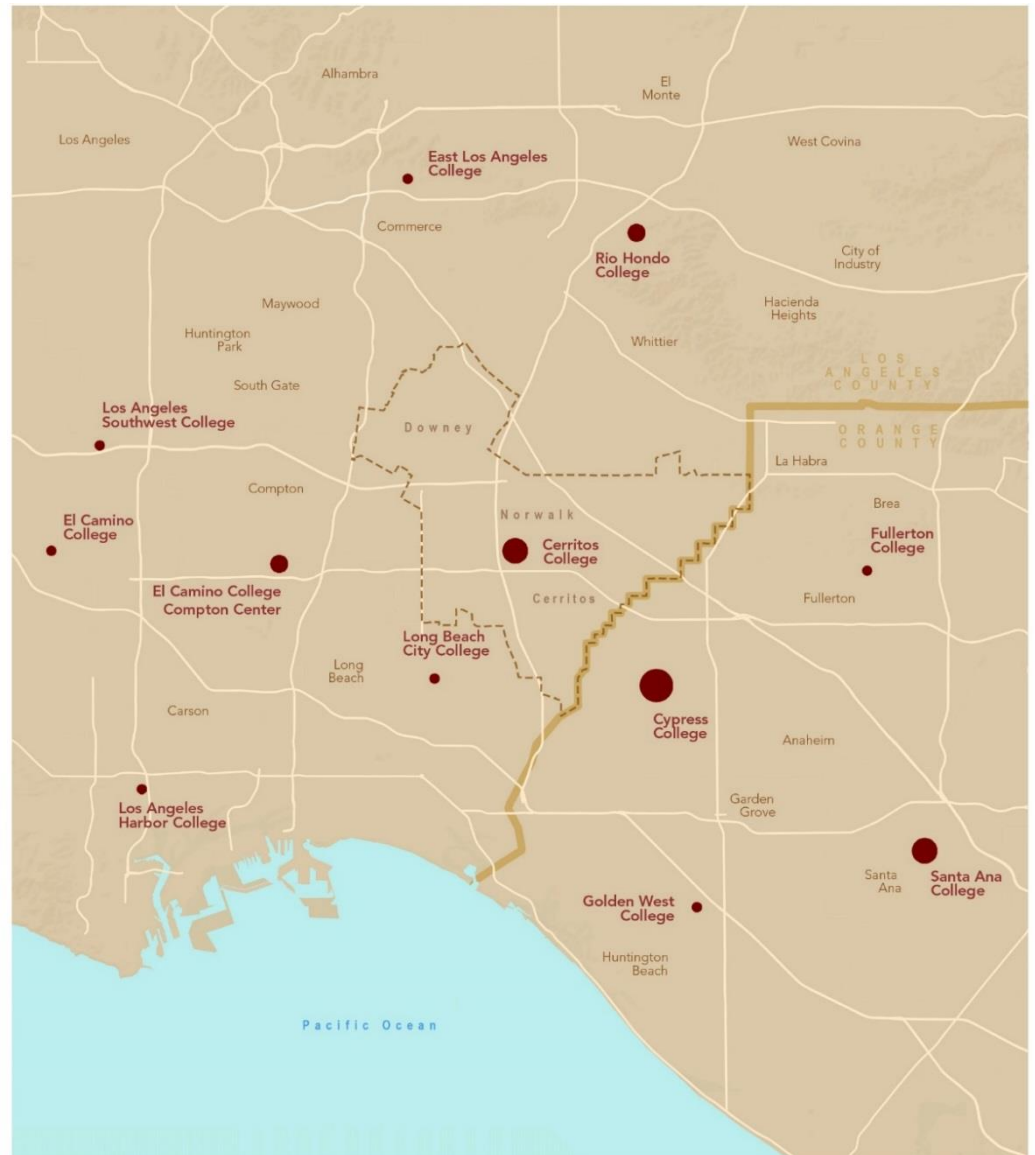 Alhambra
El
Monte
Los Angeles
West Covina
East Los Angeles
College
Commerce
Rio Hondo
College
City of
Industry
Maywood
Hacienda
Heights
Huntington
Park
Whittier
LOS
ANGELES
COUNTY
South Gate
Los Angeles
Southwest College
Downey
ORANGE
COUNTY
La Habra
Compton
Brea
Norwalk
El Camino
College
Cerritos
College
Fullerton
College
El Camino College
Compton Center
Cerritos
Fullerton
Long Beach
City College
Long
Beach
Carson
Cypress
College
Anaheim
Los Angeles
Harbor College
Garden
Grove
Santa
Ana
Santa Ana
College
Golden West
College
Huntington
Beach
Pacific Ocean